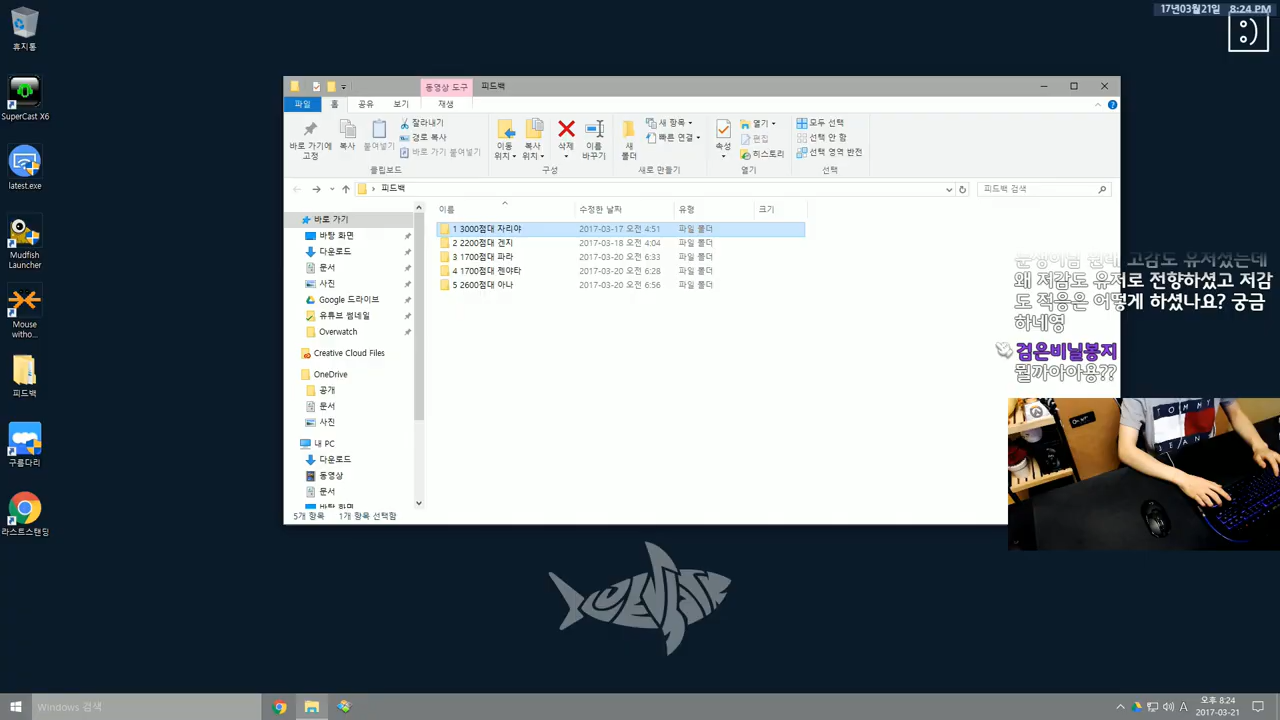 17년03월21일 8:24 PM
:)
휴지통
SuperCast X6
latest.exe
Mudfish
Launcher
Mouse
witho...
피드백
구름다리
라스트스탠딩
동영상 도구
피드백
파일
홈
공유
보기
재생
바로 가기에
고정
복사
붙여넣기
잘라내기
경로 복사
바로 가기 붙여넣기
클립보드
이동
위치
복사
위치
삭제
이름
바꾸기
구성
새
폴더
새 항목
빠른 연결
새로 만들기
속성
열기
편집
히스토리
열기
모두 선택
선택 안 함
선택 영역 반전
선택
피드백
피드백 검색
이름
수정한 날짜
유형
크기
1 3000점대 자리야 2017-03-17 오전 4:51 파일 폴더
2 2200점대 겐지 2017-03-18 오전 4:04 파일 폴더
3 1700점대 파라 2017-03-20 오전 6:33 파일 폴더
4 1700점대 젠야타 2017-03-20 오전 6:28 파일 폴더
5 2600점대 아나 2017-03-20 오전 6:56 파일 폴더
바로 가기
바탕 화면
다운로드
문서
사진
Google 드라이브
유튜브 썸네일
Overwatch
Creative Cloud Files
OneDrive
공개
문서
사진
내 PC
다운로드
동영상
문서
바탕 화면
5개 항목 1개 항목 선택함
원래 고감도 유저셨는데
왜 저감도 유저로 전향하셨고 저감
도 적응은 어떻게 하셨나요? 궁금
하네영
검은비닐봉지
뭘까아아용??
TOMMY
JEANS
Windows 검색
A
오후 8:24
2017-03-21